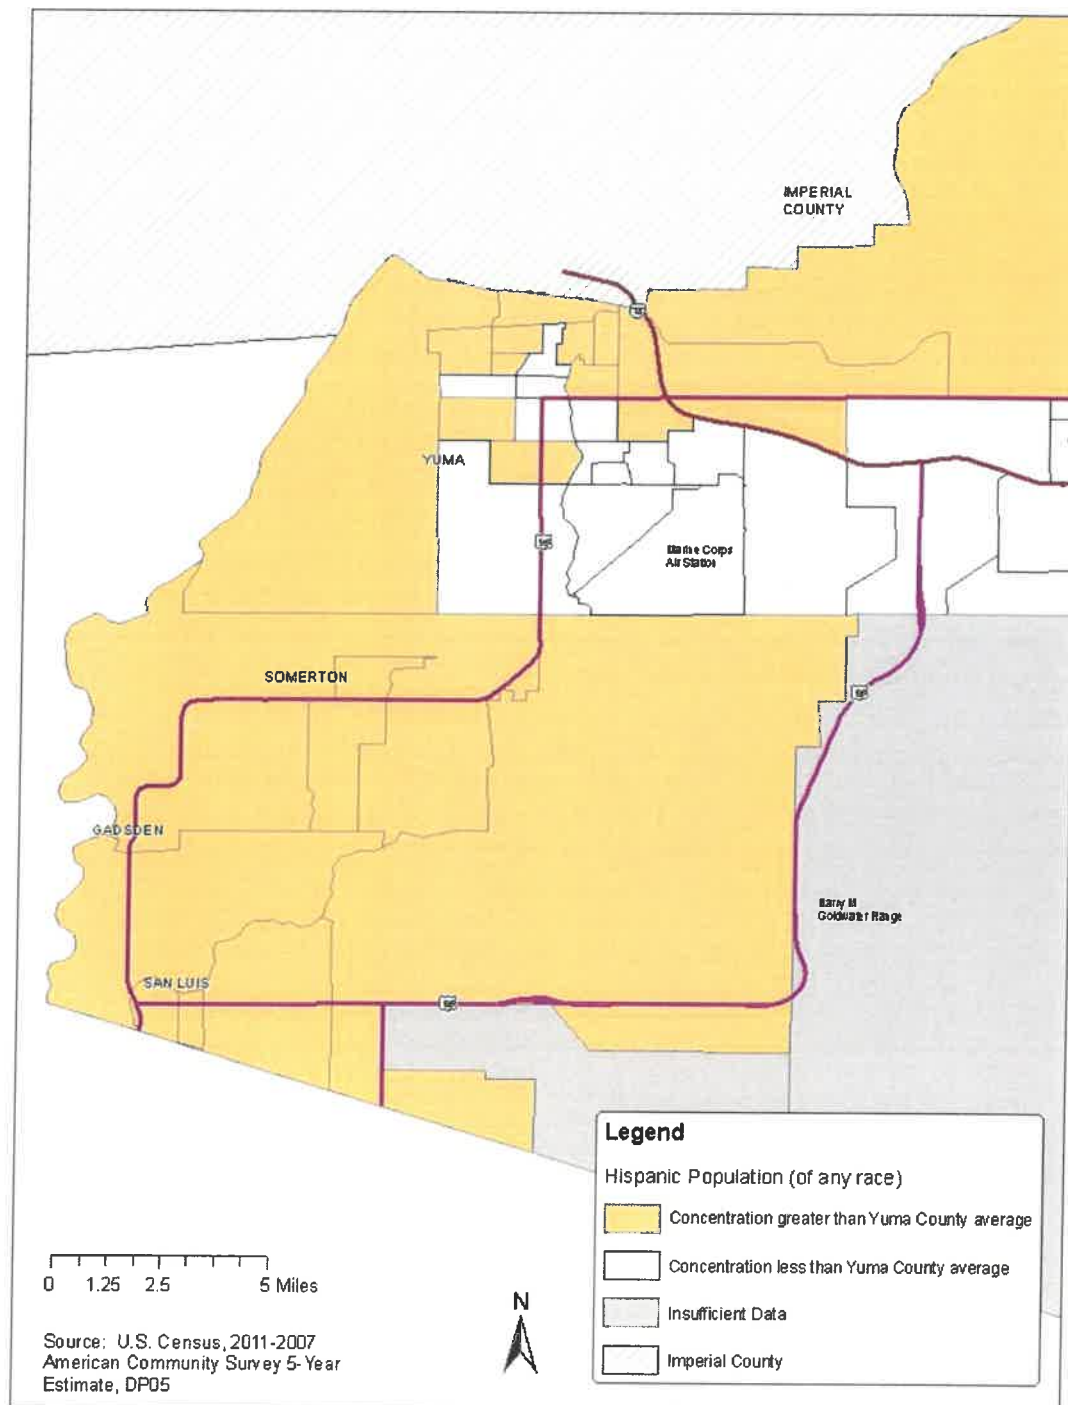 IMPERIAL
COUNTY
YUMA
Marine Corps
Air Station
SOMERTON
GADSDEN
Barry M
Goldwater Range
SAN LUIS
Legend
Hispanic Population (of any race)
Concentration greater than Yuma County average
Concentration less than Yuma County average
Insufficient Data
Imperial County
0 1.25 2.5 5 Miles
N
Source: U.S. Census, 2011-2007
American Community Survey 5-Year
Estimate, DP05